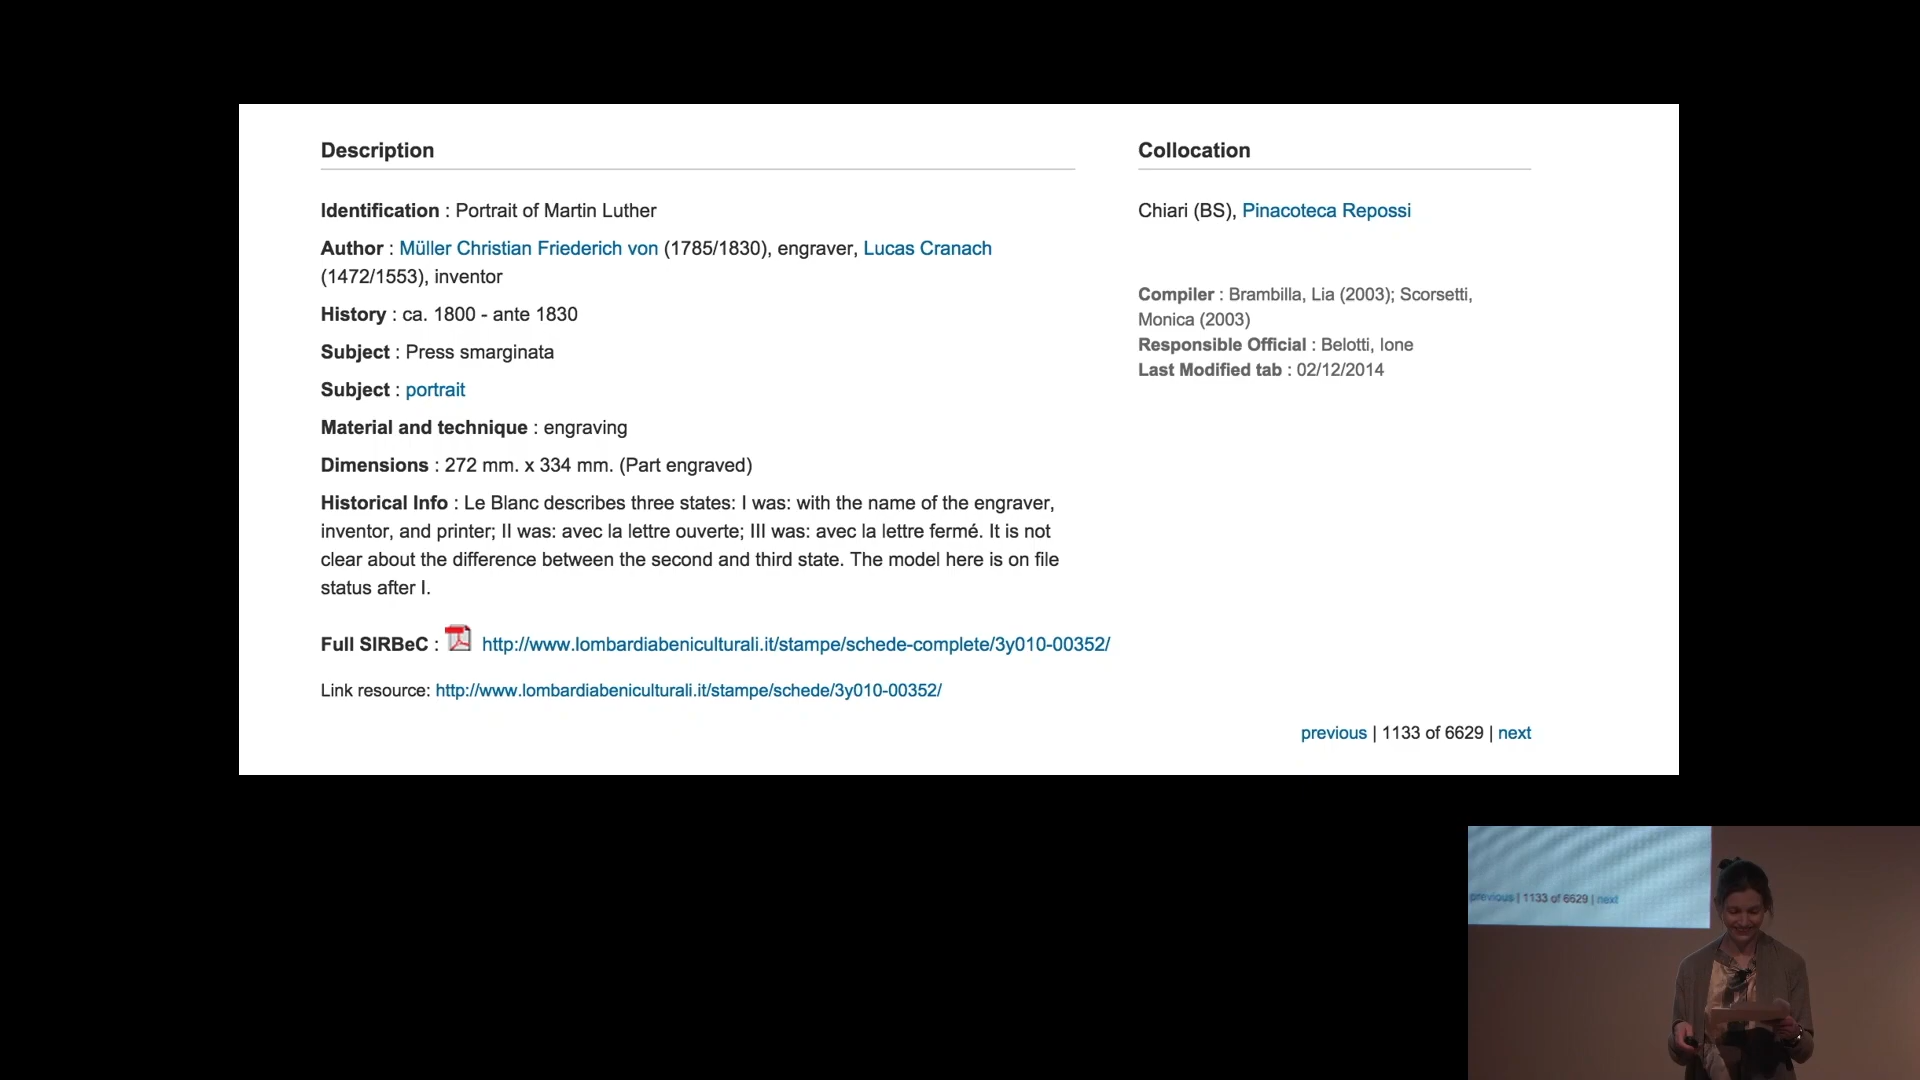 Description
Identification : Portrait of Martin Luther
Author : Müller Christian Friederich von (1785/1830), engraver, Lucas Cranach
(1472/1553), inventor
History : ca. 1800 - ante 1830
Subject : Press smarginata
Subject : portrait
Material and technique : engraving
Dimensions : 272 mm. x 334 mm. (Part engraved)
Historical Info : Le Blanc describes three states: I was: with the name of the engraver,
inventor, and printer; II was: avec la lettre ouverte; III was: avec la lettre fermé. It is not
clear about the difference between the second and third state. The model here is on file
status after I.
Full SIRBeC : http://www.lombardiabeniculturali.it/stampe/schede-complete/3y010-00352/
Link resource: http://www.lombardiabeniculturali.it/stampe/schede/3y010-00352/
Collocation
Chiari (BS), Pinacoteca Repossi
Compiler : Brambilla, Lia (2003); Scorsetti,
Monica (2003)
Responsible Official : Belotti, Ione
Last Modified tab : 02/12/2014
previous | 1133 of 6629 | next
previous | 1133 of 6629 | next